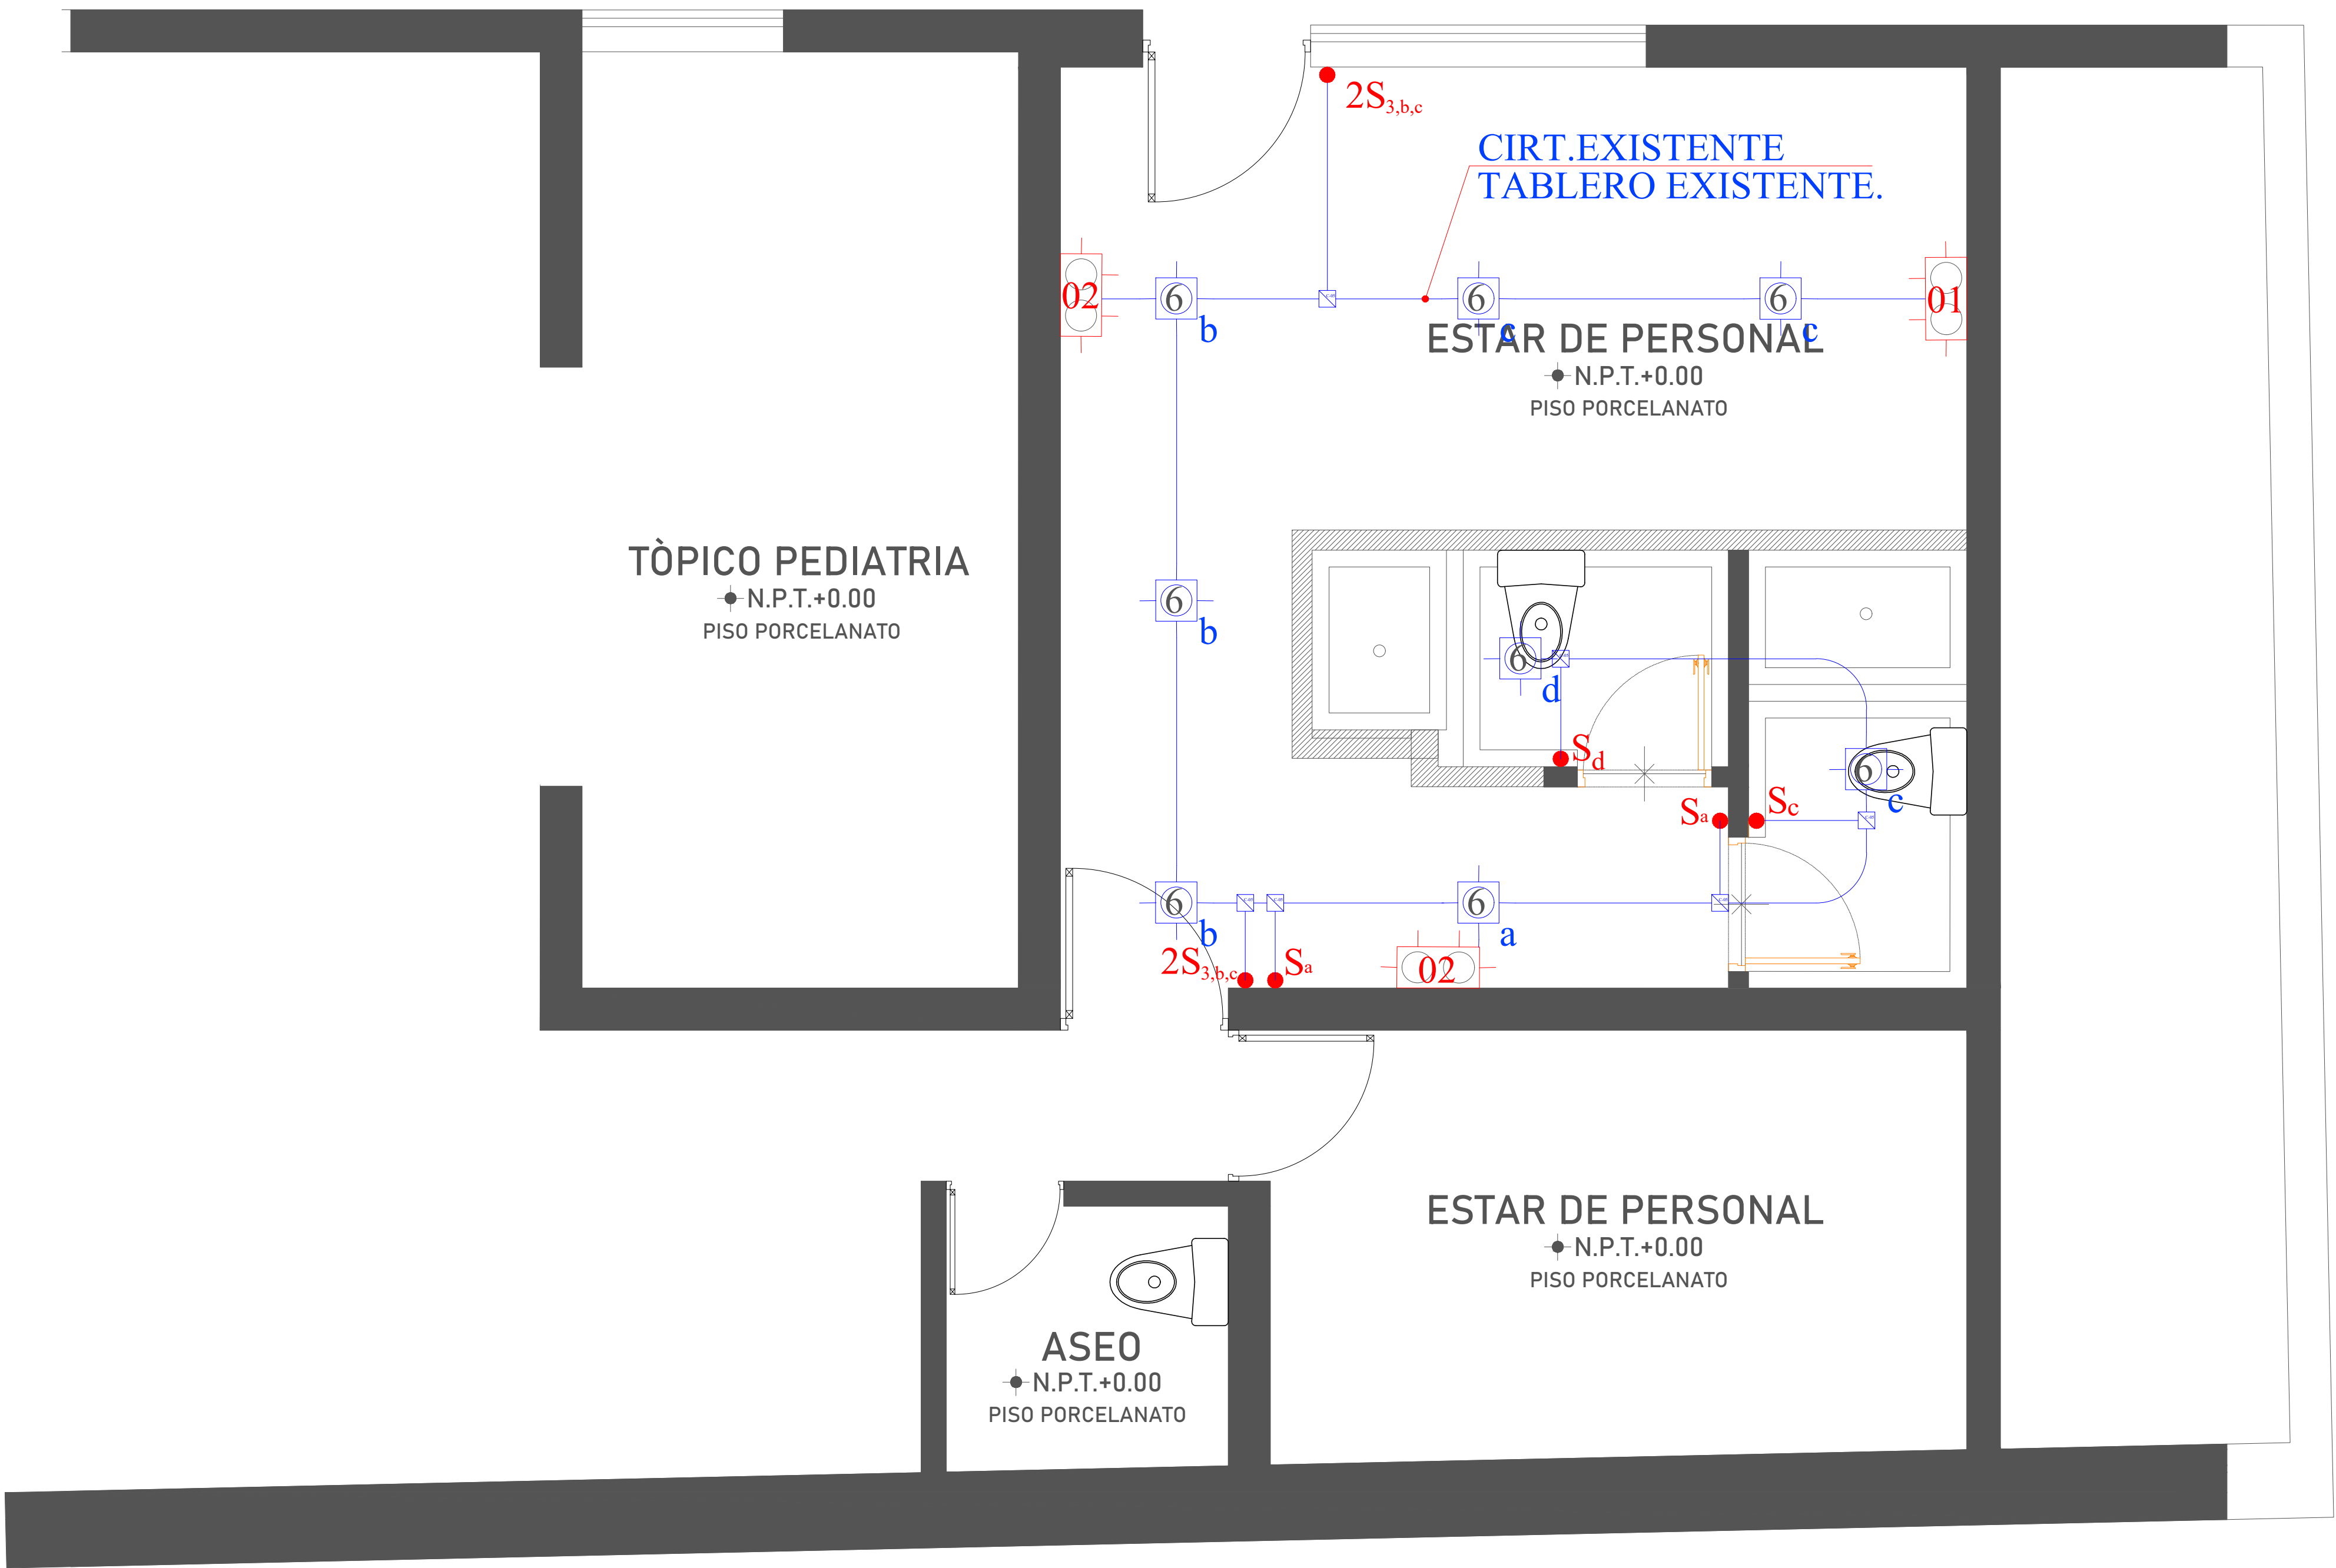 2S3,b,c
CIRT.EXISTENTE
TABLERO EXISTENTE.
02
6
b
6
c
6
c
01
ESTAR DE PERSONAL
N.P.T.+0.00
PISO PORCELANATO
TÒPICO PEDIATRIA
N.P.T.+0.00
PISO PORCELANATO
6
b
6
d
Sd
6
c
Sa
Sc
6
b
6
a
2S3,b,c
Sa
02
ESTAR DE PERSONAL
N.P.T.+0.00
PISO PORCELANATO
ASEO
N.P.T.+0.00
PISO PORCELANATO